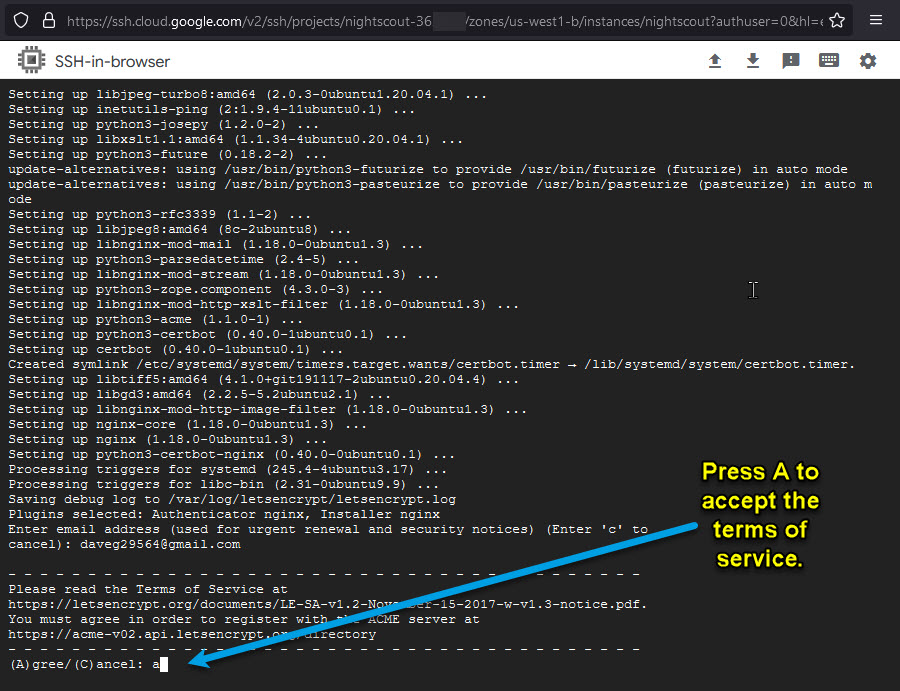 https://ssh.cloud.google.com/v2/ssh/projects/nightscout-36 /zones/us-west1-b/instances/nightscout?authuser=0&hl=
SSH-in-browser
Setting up libjpeg-turbo8:amd64 (2.0.3-0ubuntu1.20.04.1) ...
Setting up inetutils-ping (2:1.9.4-11ubuntu0.1) ...
Setting up python3-josepy (1.2.0-2) ...
Setting up libxslt1.1:amd64 (1.1.34-4ubuntu0.20.04.1) ...
Setting up python3-future (0.18.2-2) ...
update-alternatives: using /usr/bin/python3-futurize to provide /usr/bin/futurize (futurize) in auto mode
update-alternatives: using /usr/bin/python3-pasteurize to provide /usr/bin/pasteurize (pasteurize) in auto m
ode
Setting up python3-rfc3339 (1.1-2) ...
Setting up libjpeg8:amd64 (8c-2ubuntu8) ...
Setting up libnginx-mod-mail (1.18.0-0ubuntu1.3) ...
Setting up python3-parsedatetime (2.4-5) ...
Setting up libnginx-mod-stream (1.18.0-0ubuntu1.3) ...
Setting up python3-zope.component (4.3.0-3) ...
Setting up libnginx-mod-http-xslt-filter (1.18.0-0ubuntu1.3) ...
Setting up python3-acme (1.1.0-1) ...
Setting up python3-certbot (0.40.0-1ubuntu0.1) ...
Setting up certbot (0.40.0-1ubuntu0.1) ...
Created symlink /etc/systemd/system/timers.target.wants/certbot.timer → /lib/systemd/system/certbot.timer.
Setting up libtiff5:amd64 (4.1.0+git191117-2ubuntu0.20.04.4) ...
Setting up libgd3:amd64 (2.2.5-5.2ubuntu2.1) ...
Setting up libnginx-mod-http-image-filter (1.18.0-0ubuntu1.3) ...
Setting up nginx-core (1.18.0-0ubuntu1.3) ...
Setting up nginx (1.18.0-0ubuntu1.3) ...
Setting up python3-certbot-nginx (0.40.0-0ubuntu0.1) ...
Processing triggers for systemd (245.4-4ubuntu3.17) ...
Processing triggers for libc-bin (2.31-0ubuntu9.9) ...
Saving debug log to /var/log/letsencrypt/letsencrypt.log
Plugins selected: Authenticator nginx, Installer nginx
Enter email address (used for urgent renewal and security notices) (Enter 'c' to
cancel): daveg29564@gmail.com
- - - - - - - - - - - - - - - - - - - - - - - - - - - - - - - - - - - - - - - -
Please read the Terms of Service at
https://letsencrypt.org/documents/LE-SA-v1.2-November-15-2017-w-v1.3-notice.pdf.
You must agree in order to register with the ACME server at
https://acme-v02.api.letsencrypt.org/directory
- - - - - - - - - - - - - - - - - - - - - - - - - - - - - - - - - - - - - - - -
(A)gree/(C)ancel: a
Press A to
accept the
terms of
service.